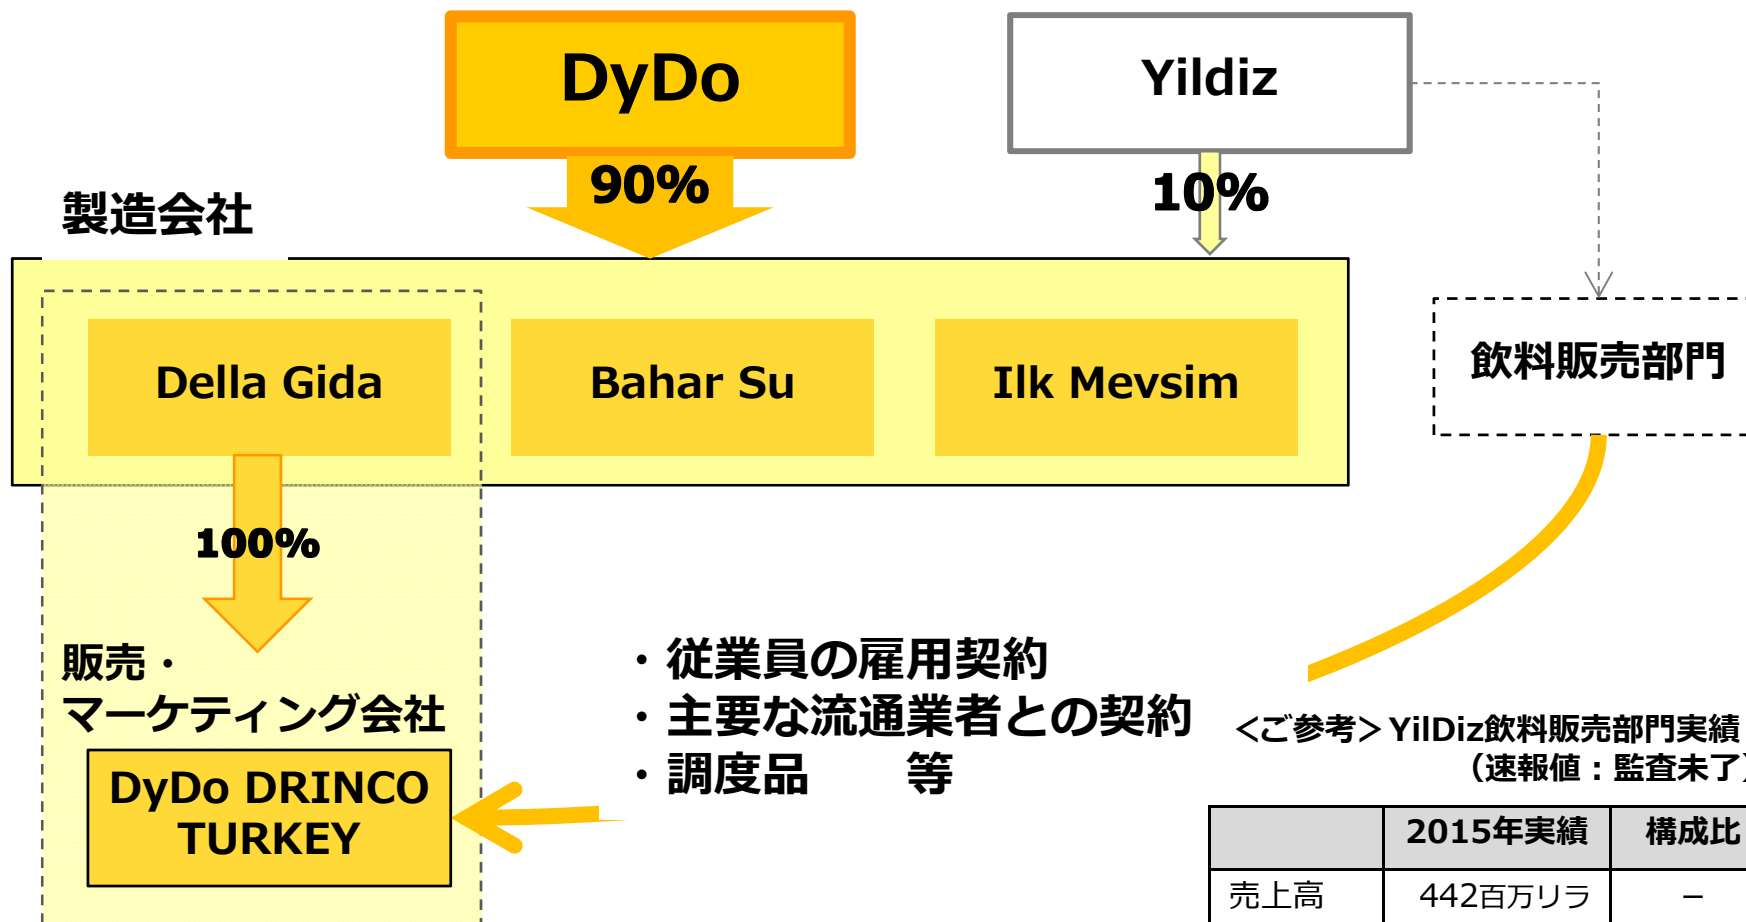 DyDo
Yildiz
90%
10%
製造会社
Della Gida
Bahar Su
Ilk Mevsim
飲料販売部門
100%
販売・
マーケティング会社
DyDo DRINCO
TURKEY
・従業員の雇用契約
・主要な流通業者との契約
・調度品　　等
＜ご参考＞YilDiz飲料販売部門実績
（速報値：監査未了）
2015年実績 構成比
売上高 442百万リラ －